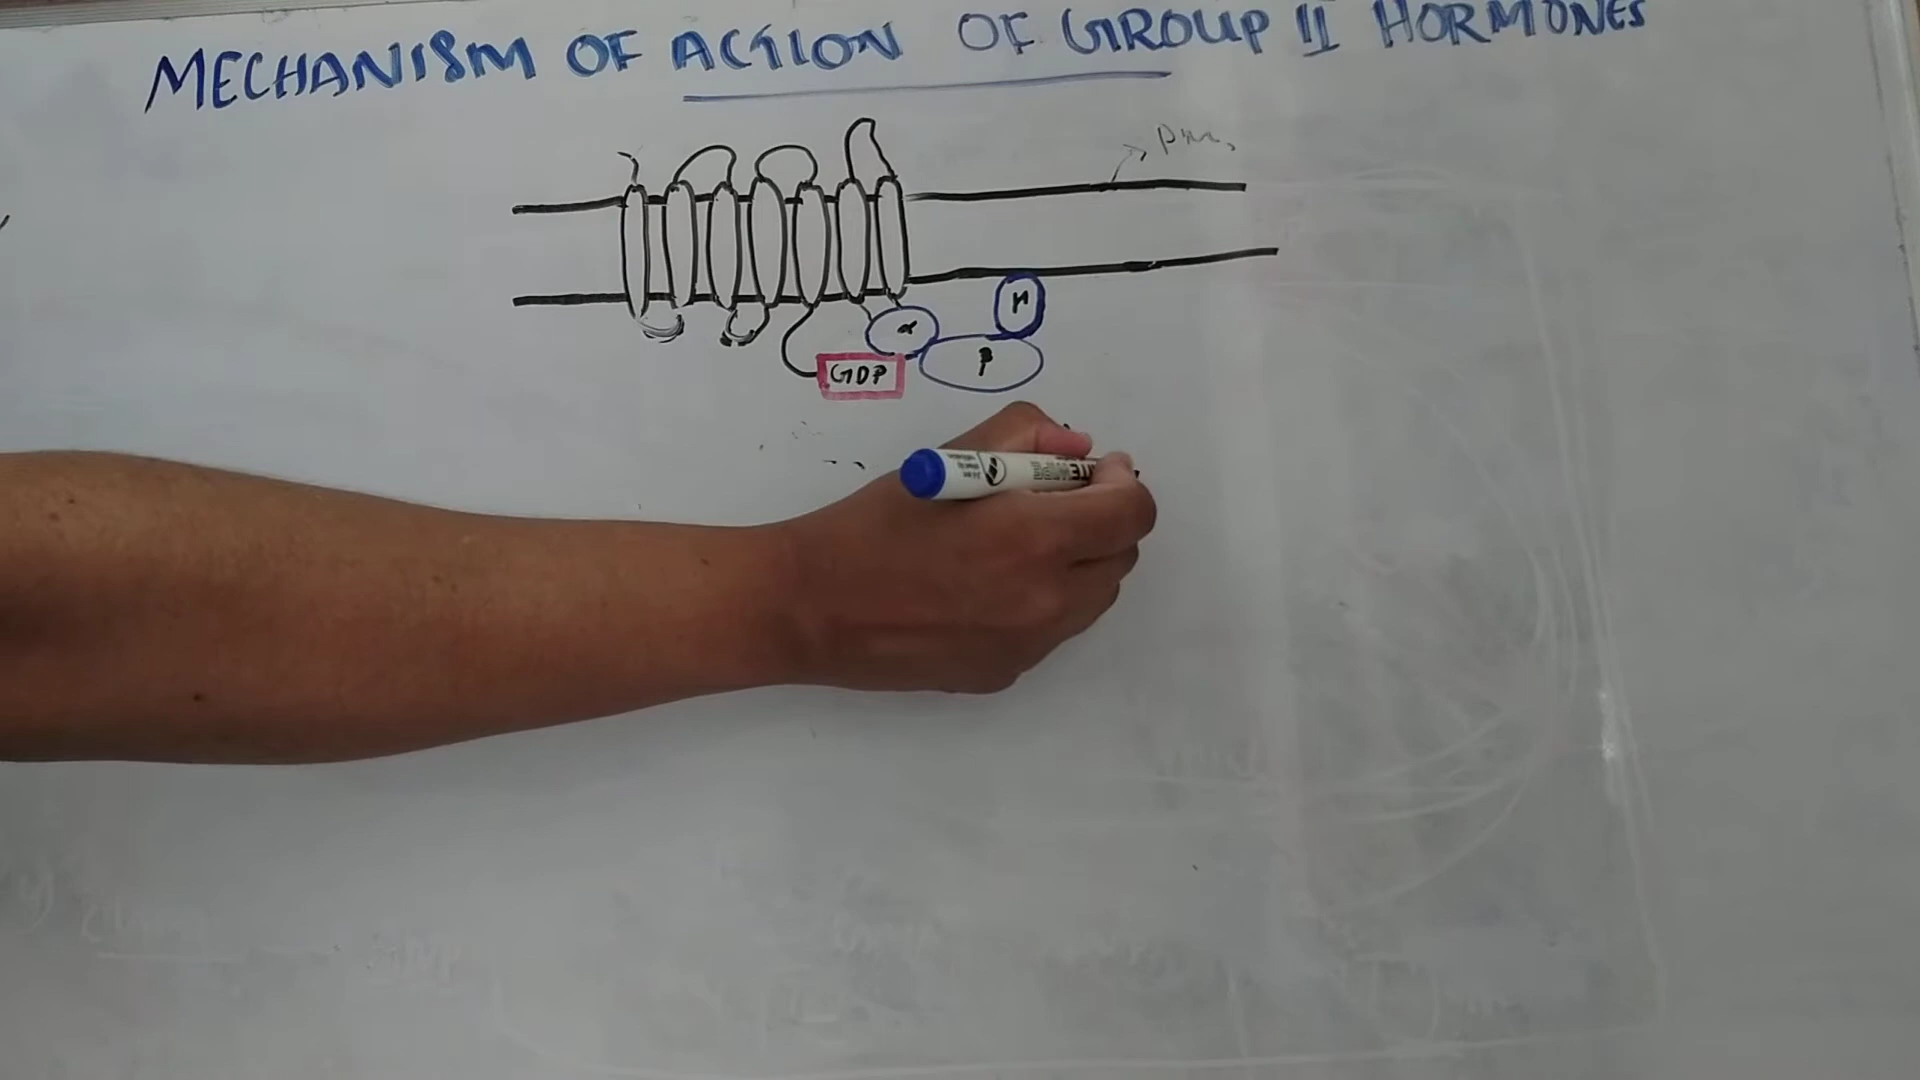 MECHANISM OF ACTION OF GROUP II HORMONES
γ
α
β
GDP